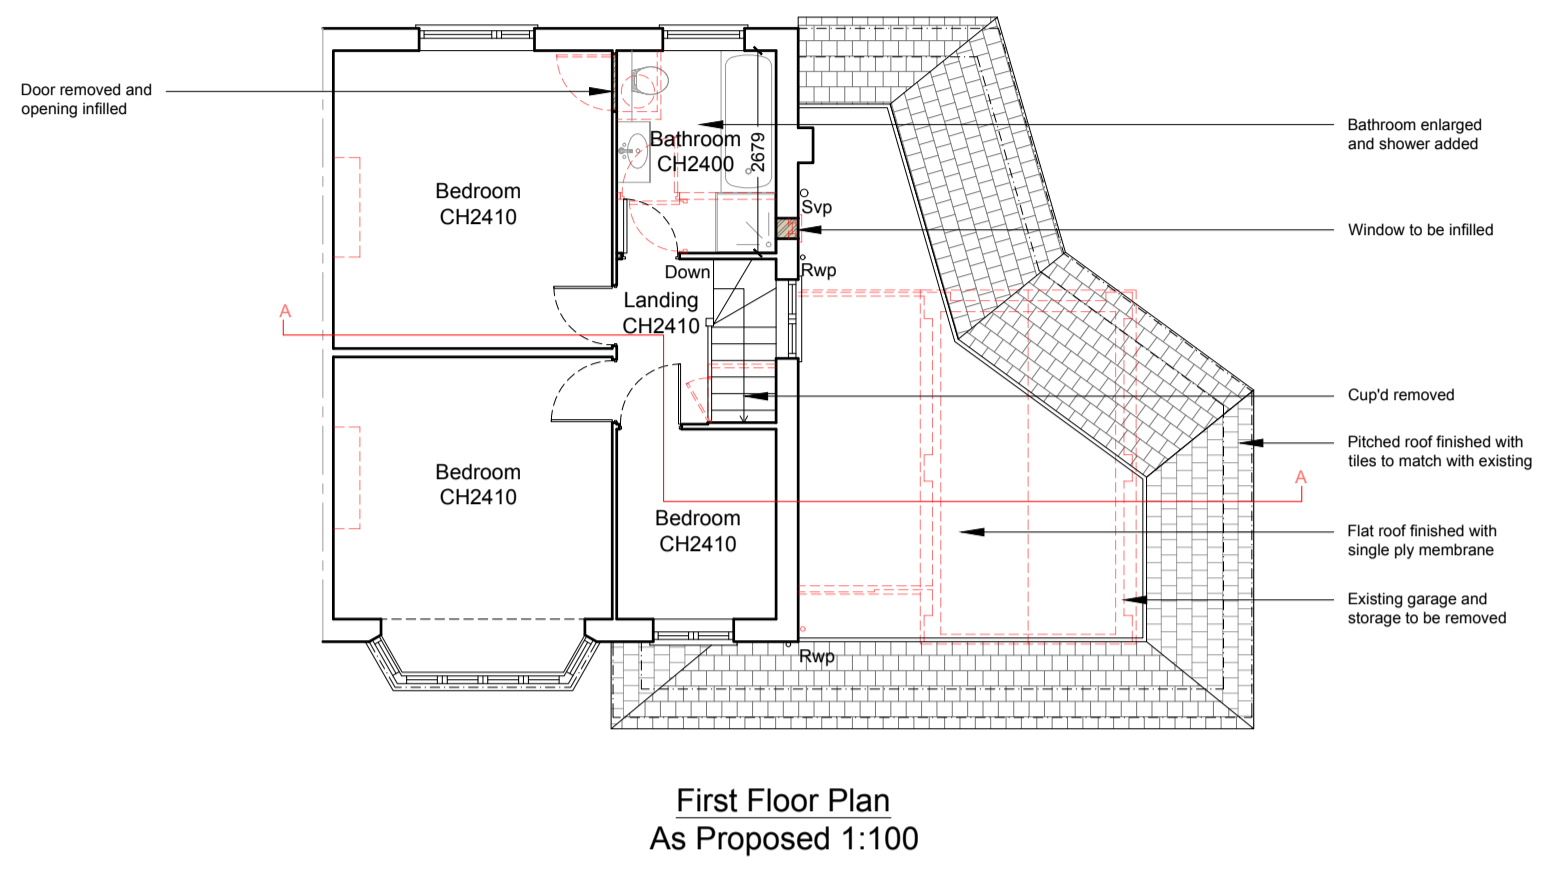 Door removed and
opening infilled
Bedroom
CH2410
Bathroom
CH2400
2679
Svp
Rwp
Down
Landing
CH2410
A
Bedroom
CH2410
Bedroom
CH2410
Rwp
A
Bathroom enlarged
and shower added
Window to be infilled
Cup'd removed
Pitched roof finished with
tiles to match with existing
Flat roof finished with
single ply membrane
Existing garage and
storage to be removed
First Floor Plan
As Proposed 1:100